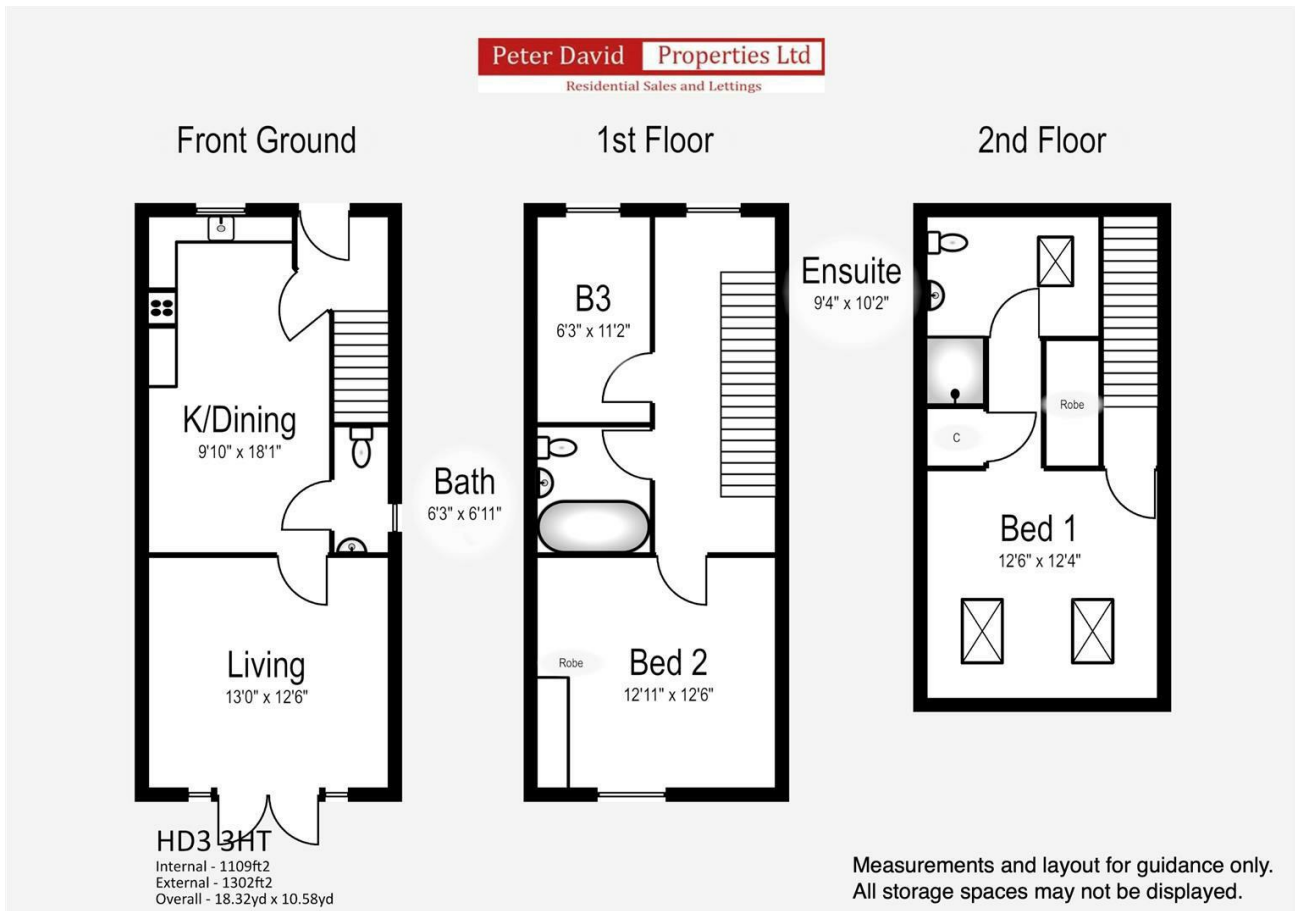 Peter David Properties Ltd
Residential Sales and Lettings
Front Ground
1st Floor
2nd Floor
K/Dining
9'10" x 18'1"
Living
13'0" x 12'6"
Bath
6'3" x 6'11"
B3
6'3" x 11'2"
Robe
Bed 2
12'11" x 12'6"
Ensuite
9'4" x 10'2"
Robe
C
Bed 1
12'6" x 12'4"
HD3 3HT
Internal - 1109ft2
External - 1302ft2
Overall - 18.32yd x 10.58yd
Measurements and layout for guidance only.
All storage spaces may not be displayed.